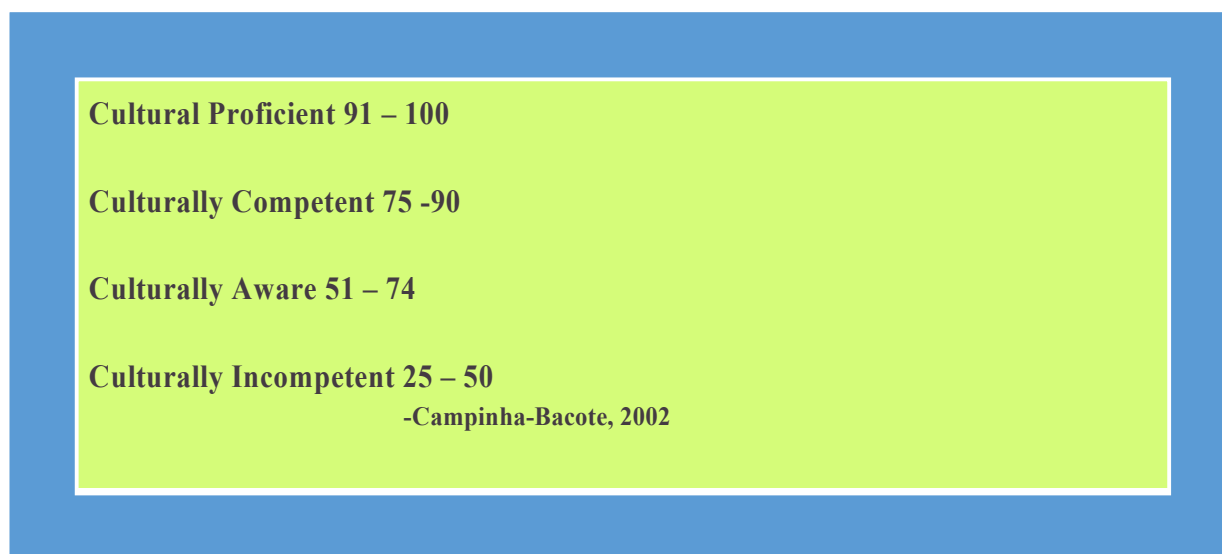 Cultural Proficient 91 – 100
Culturally Competent 75 -90
Culturally Aware 51 – 74
Culturally Incompetent 25 – 50
-Campinha-Bacote, 2002